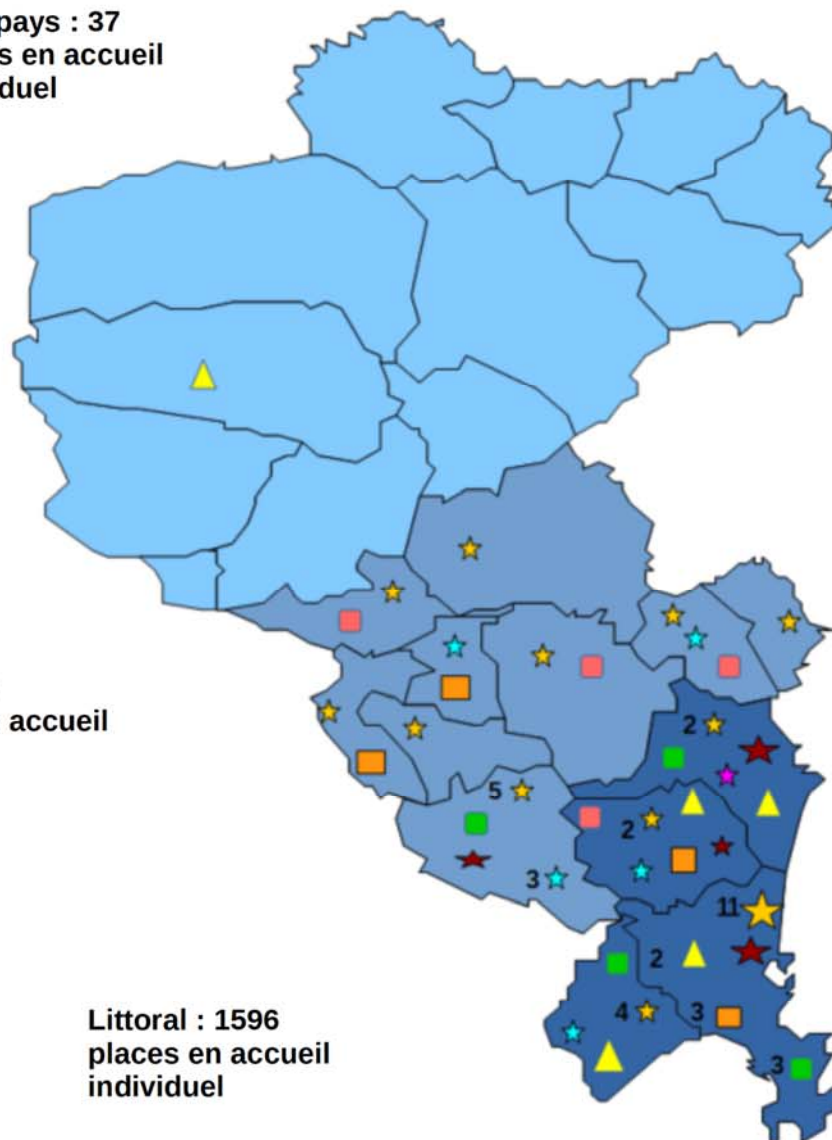 pays : 37
s en accueil
duel
accueil
2
5
2
3
11
2
4
3
3
Littoral : 1596
places en accueil
individuel